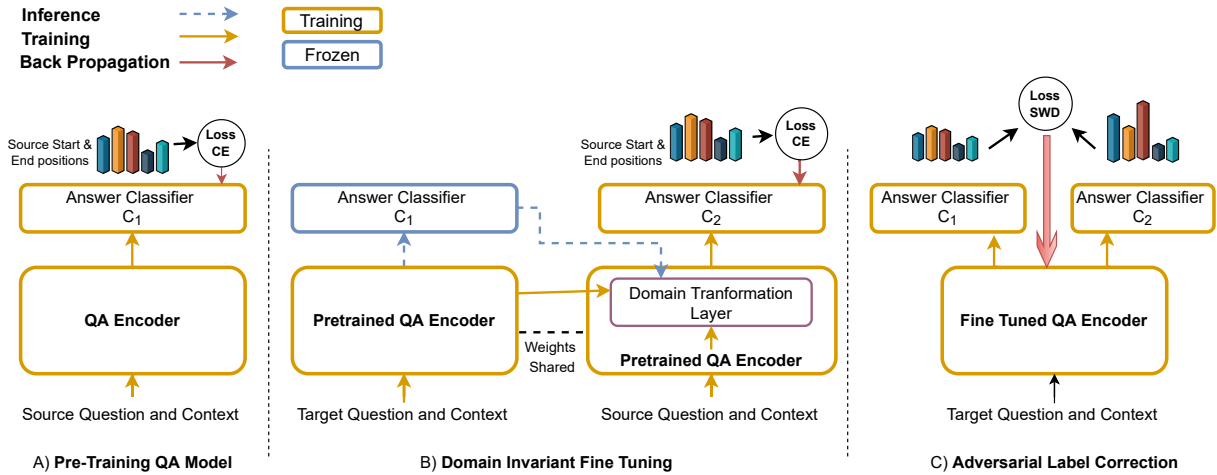 Inference
Training
Back Propagation
Training
Frozen
Source Start &
End positions
Loss
CE
Answer Classifier
C1
QA Encoder
Source Question and Context
A) Pre-Training QA Model
Answer Classifier
C1
Pretrained QA Encoder
Target Question and Context
Weights
Shared
Source Start &
End positions
Loss
CE
Answer Classifier
C2
Domain Tranformation
Layer
Pretrained QA Encoder
Source Question and Context
B) Domain Invariant Fine Tuning
Loss
SWD
Answer Classifier
C1
Answer Classifier
C2
Fine Tuned QA Encoder
Target Question and Context
C) Adversarial Label Correction